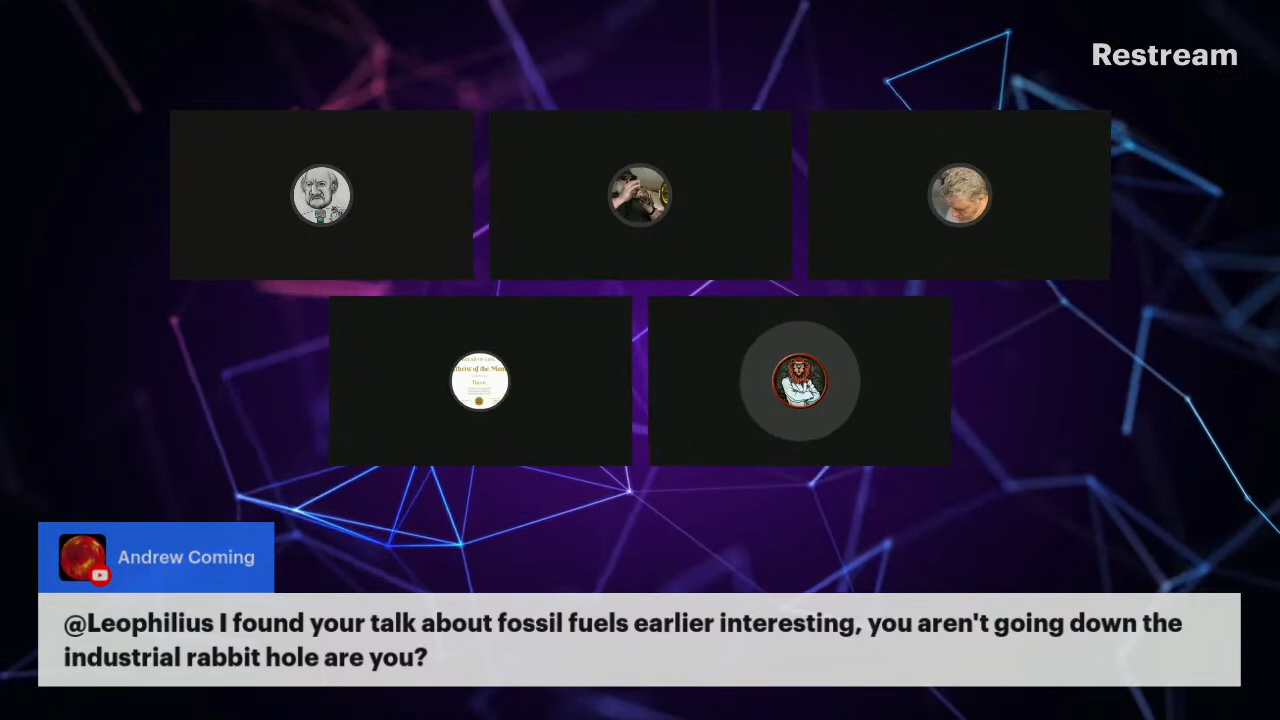 Restream
Andrew Coming
@Leophilius I found your talk about fossil fuels earlier interesting, you aren't going down the
industrial rabbit hole are you?